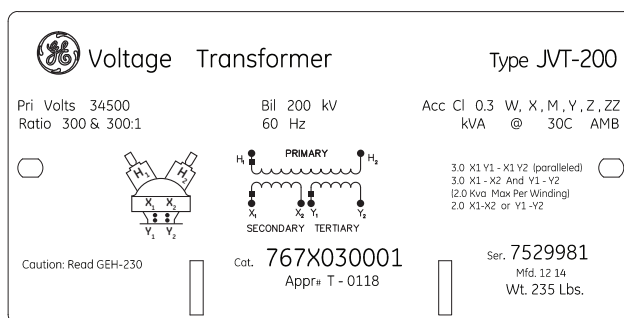 GE Voltage Transformer Type JVT-200
Pri Volts 34500 Bil 200 kV Acc Cl 0.3 W, X, M, Y, Z, ZZ
Ratio 300 & 300:1 60 Hz kVA @ 30C AMB
H1 H2
X1 X2
Y1 Y2
PRIMARY
H1 H2
X1 X2 Y1 Y2
SECONDARY TERTIARY
3.0 X1 Y1 - X1 Y2 (paralleled)
3.0 X1 - X2 And Y1 - Y2
(2.0 Kva Max Per Winding)
2.0 X1-X2 or Y1 -Y2
Caution: Read GEH-230
Cat. 767X030001
Appr# T - 0118
Ser. 7529981
Mfd. 12 14
Wt. 235 Lbs.